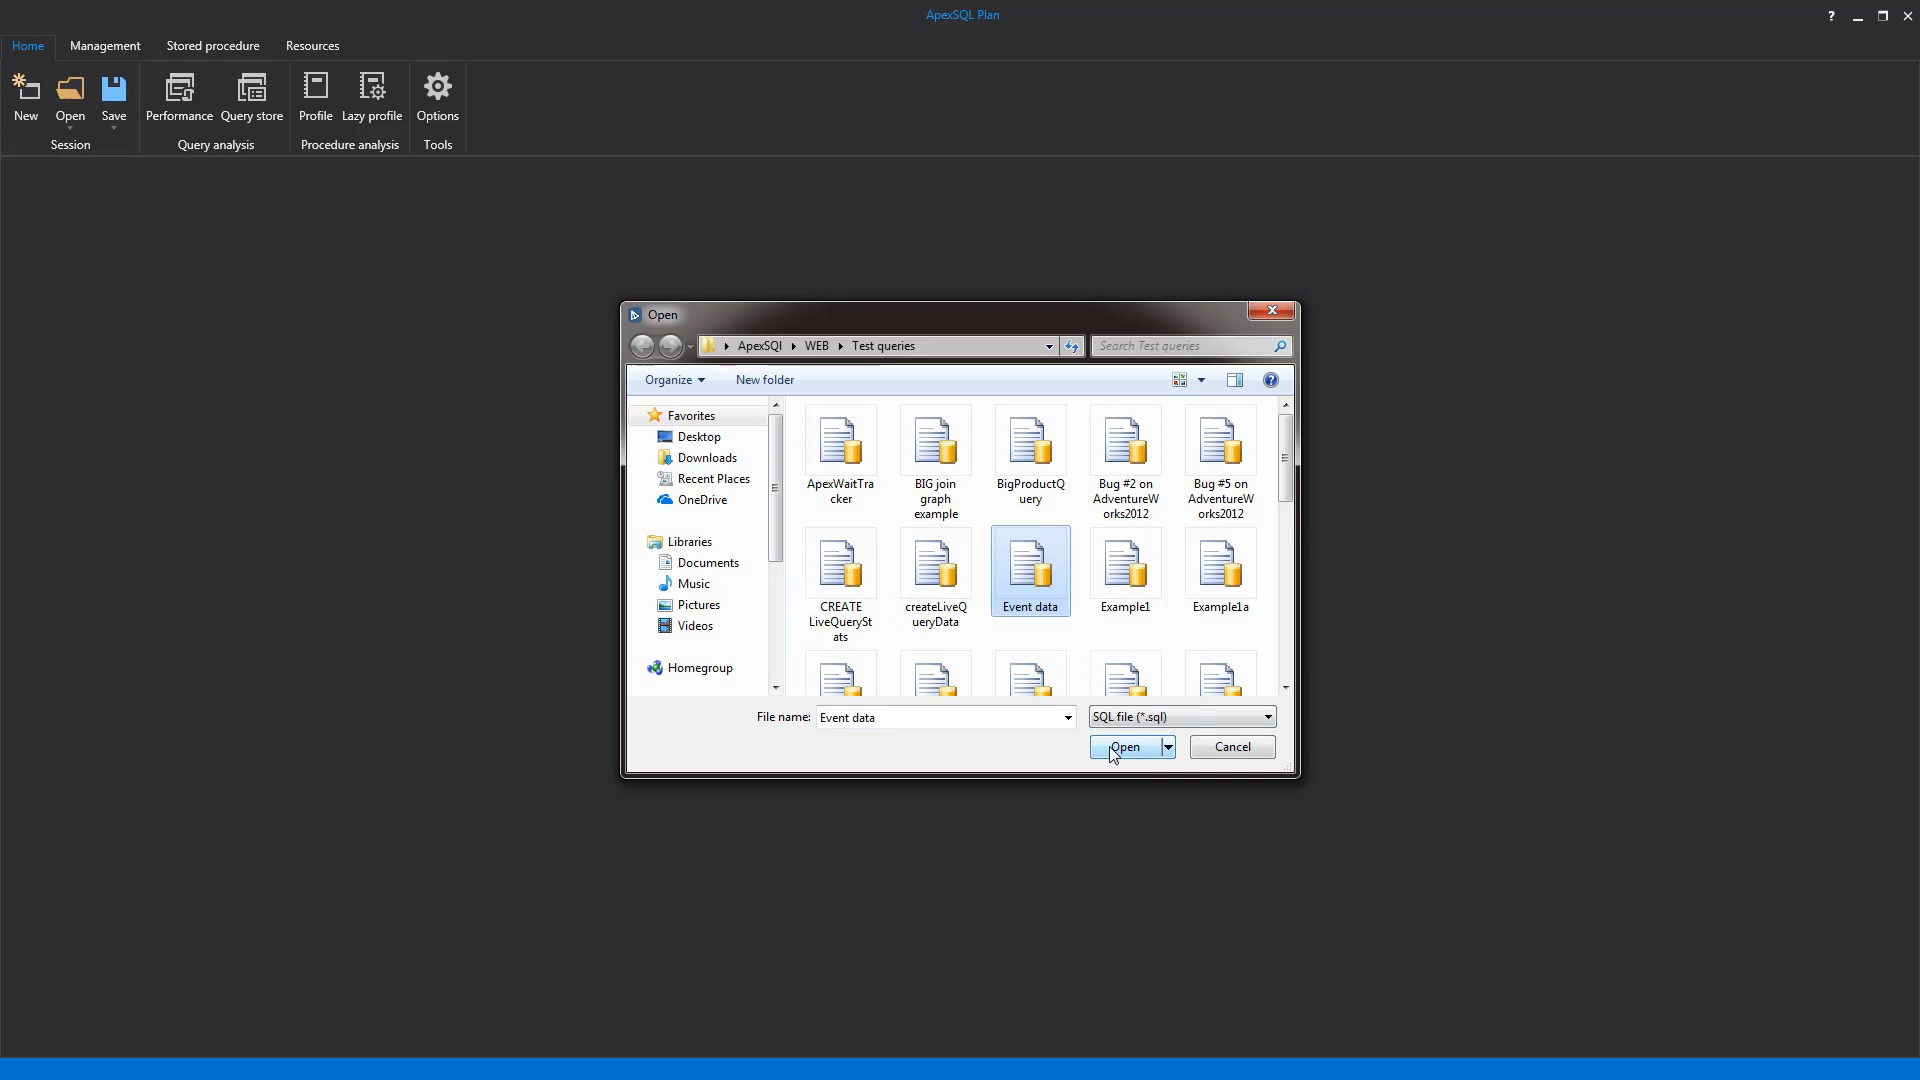 ApexSQL Plan
?
Home Management Stored procedure Resources
New Open Save Performance Query store Profile Lazy profile Options
Session Query analysis Procedure analysis Tools
Open
ApexSQl WEB Test queries Search Test queries
Organize New folder
Favorites
Desktop
Downloads
Recent Places
OneDrive
Libraries
Documents
Music
Pictures
Videos
Homegroup
ApexWaitTra
cker
BIG join
graph
example
BigProductQ
uery
Bug #2 on
AdventureW
orks2012
Bug #5 on
AdventureW
orks2012
CREATE
LiveQuerySt
ats
createLiveQ
ueryData
Event data
Example1
Example1a
File name: Event data SQL file (*.sql)
Open Cancel